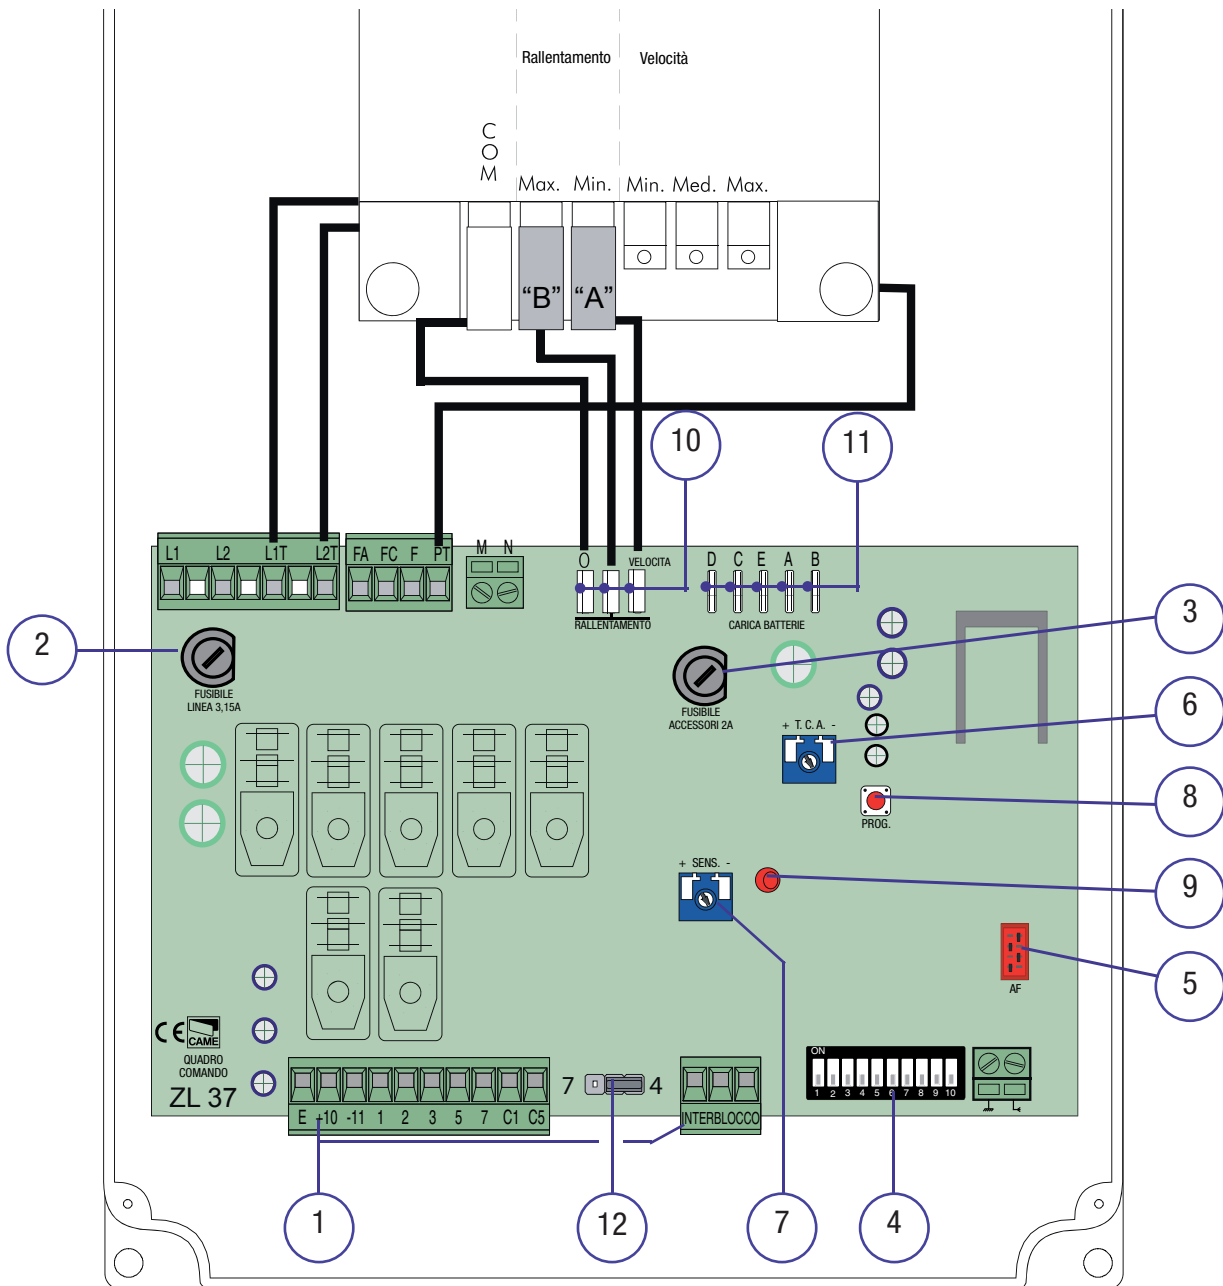 Rallentamento Velocità
COM
Max. Min. Min. Med. Max.
“B” “A”
10 11
L1 L2 L1T L2T FA FC F PT M N O VELOCITA D C E A B
RALLENTAMENTO CARICA BATTERIE
2
3
FUSIBILE
LINEA 3,15A
FUSIBILE
ACCESSORI 2A
+ T. C. A. -
6
8
PROG.
+ SENS. -
9
5
AF
CE CAME
QUADRO
COMANDO
ZL 37
7 4
ON
1 2 3 4 5 6 7 8 9 10
E +10 -11 1 2 3 5 7 C1 C5 INTERBLOCCO
1 12 7 4